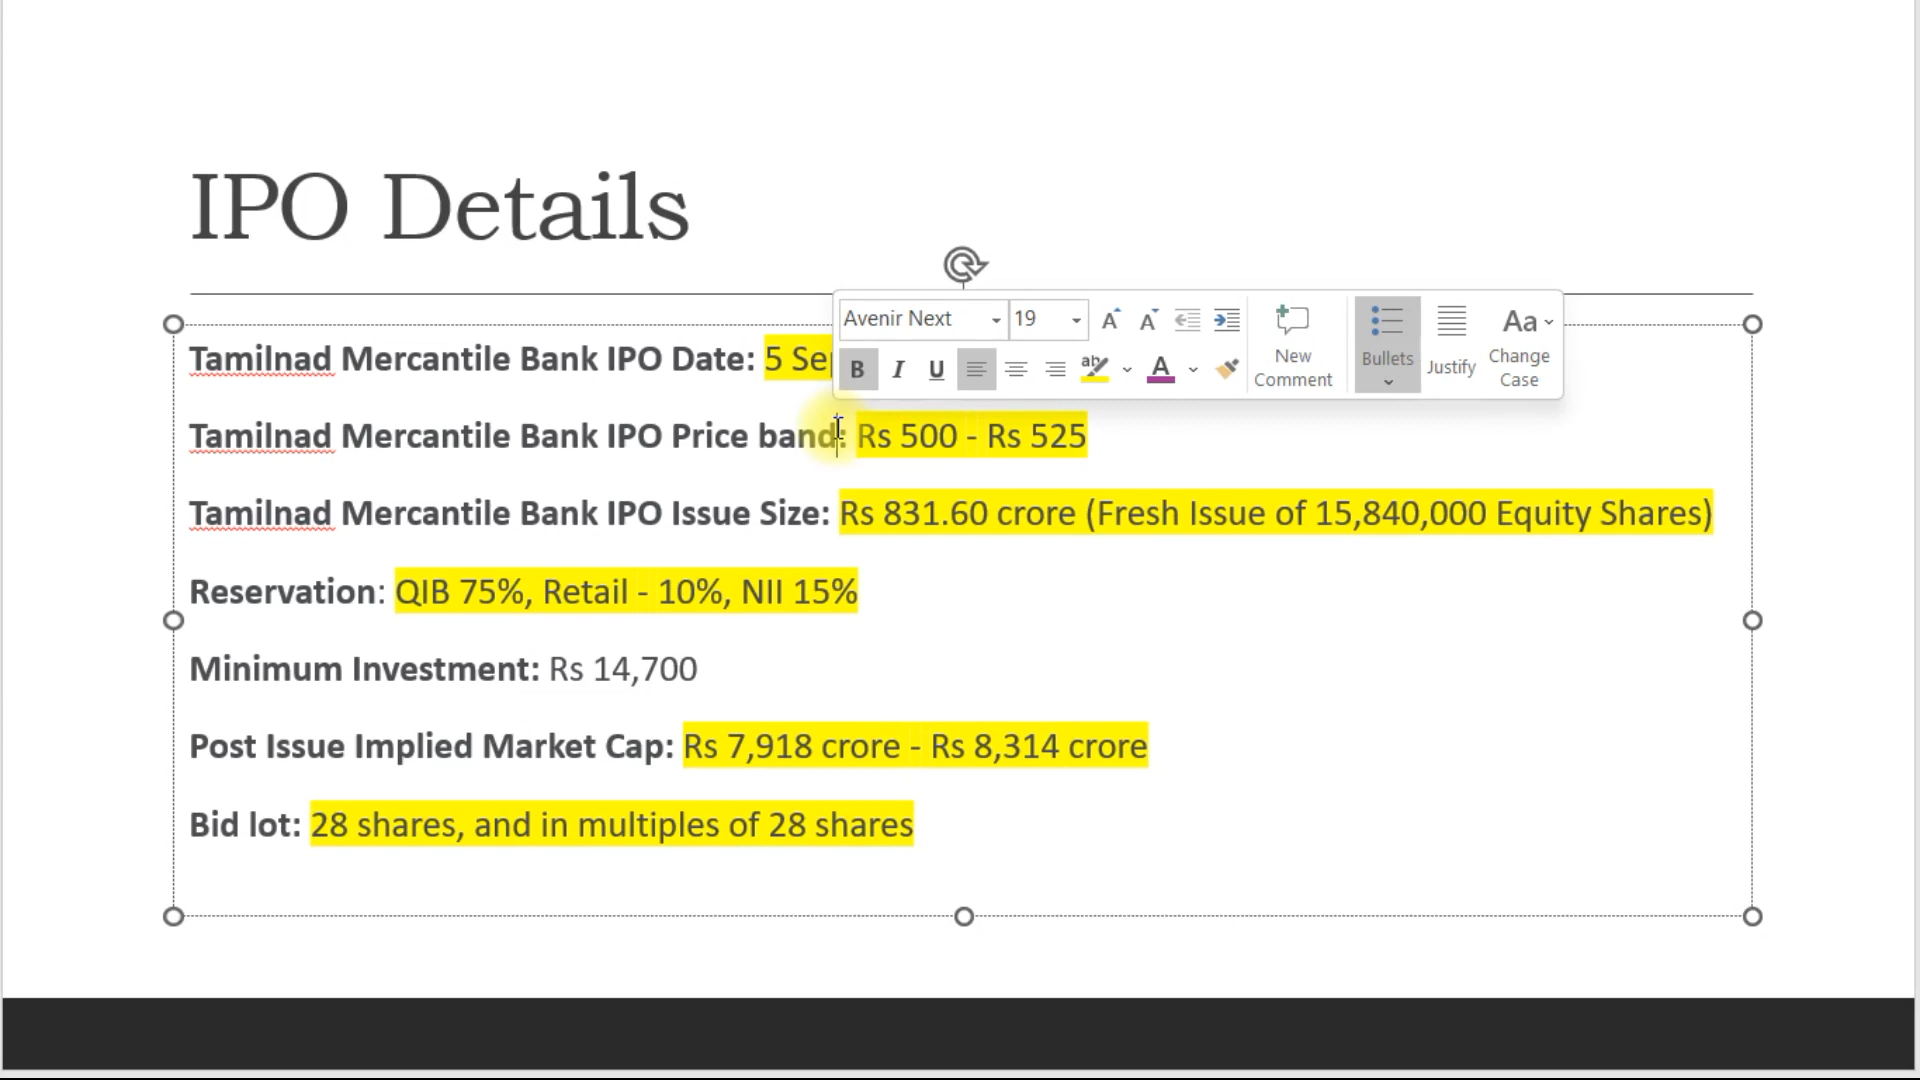 IPO Details
Tamilnad Mercantile Bank IPO Date: 5 Sep
Avenir Next 19
New Comment
Bullets
Justify
Aa
Change Case
B I U ab A
Tamilnad Mercantile Bank IPO Price band: Rs 500 - Rs 525
Tamilnad Mercantile Bank IPO Issue Size: Rs 831.60 crore (Fresh Issue of 15,840,000 Equity Shares)
Reservation: QIB 75%, Retail - 10%, NII 15%
Minimum Investment: Rs 14,700
Post Issue Implied Market Cap: Rs 7,918 crore - Rs 8,314 crore
Bid lot: 28 shares, and in multiples of 28 shares